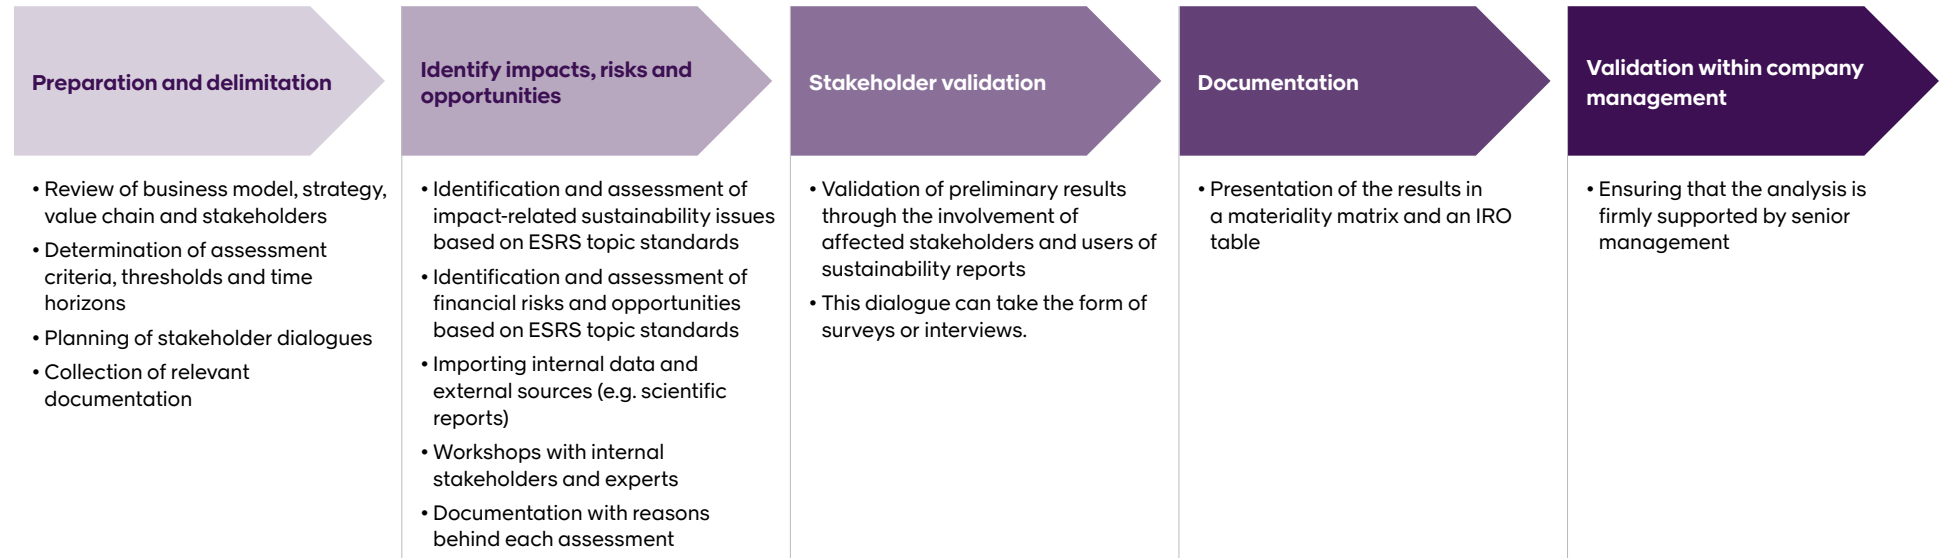 Preparation and delimitation
• Review of business model, strategy,
value chain and stakeholders
• Determination of assessment
criteria, thresholds and time
horizons
• Planning of stakeholder dialogues
• Collection of relevant
documentation
Identify impacts, risks and
opportunities
• Identification and assessment of
impact-related sustainability issues
based on ESRS topic standards
• Identification and assessment of
financial risks and opportunities
based on ESRS topic standards
• Importing internal data and
external sources (e.g. scientific
reports)
• Workshops with internal
stakeholders and experts
• Documentation with reasons
behind each assessment
Stakeholder validation
• Validation of preliminary results
through the involvement of
affected stakeholders and users of
sustainability reports
• This dialogue can take the form of
surveys or interviews.
Documentation
• Presentation of the results in
a materiality matrix and an IRO
table
Validation within company
management
• Ensuring that the analysis is
firmly supported by senior
management